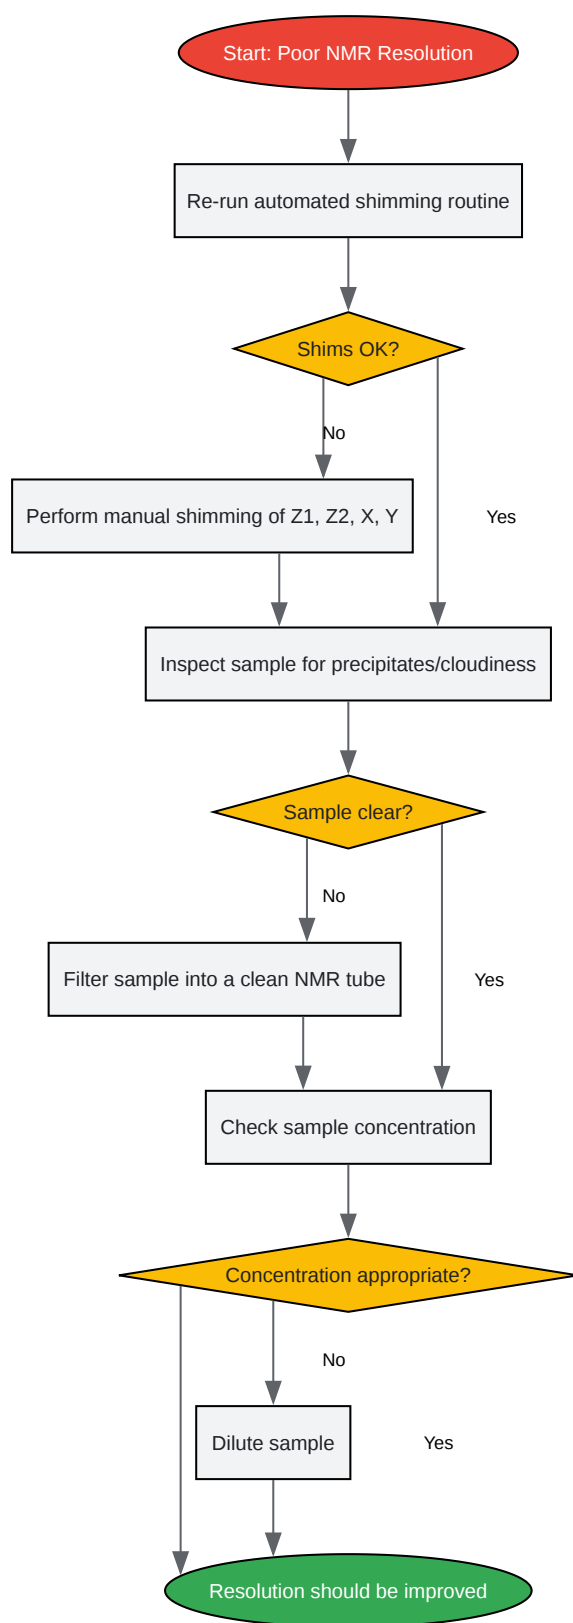 Start: Poor NMR Resolution
Re-run automated shimming routine
Shims OK?
No
Perform manual shimming of Z1, Z2, X, Y
Yes
Inspect sample for precipitates/cloudiness
Sample clear?
No
Filter sample into a clean NMR tube
Yes
Check sample concentration
Concentration appropriate?
No
Dilute sample
Yes
Resolution should be improved